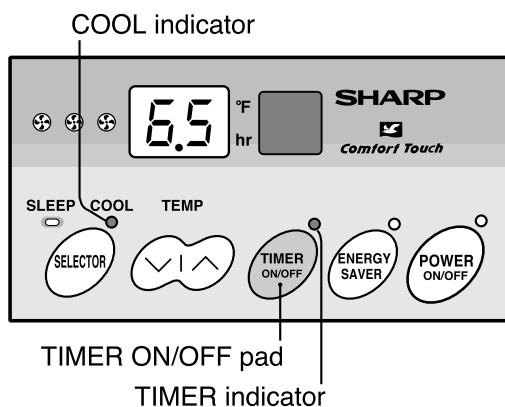 COOL indicator
6.5
°F
hr
SHARP
Comfort Touch
SLEEP COOL TEMP
SELECTOR
TIMER
ON/OFF
ENERGY
SAVER
POWER
ON/OFF
TIMER ON/OFF pad
TIMER indicator